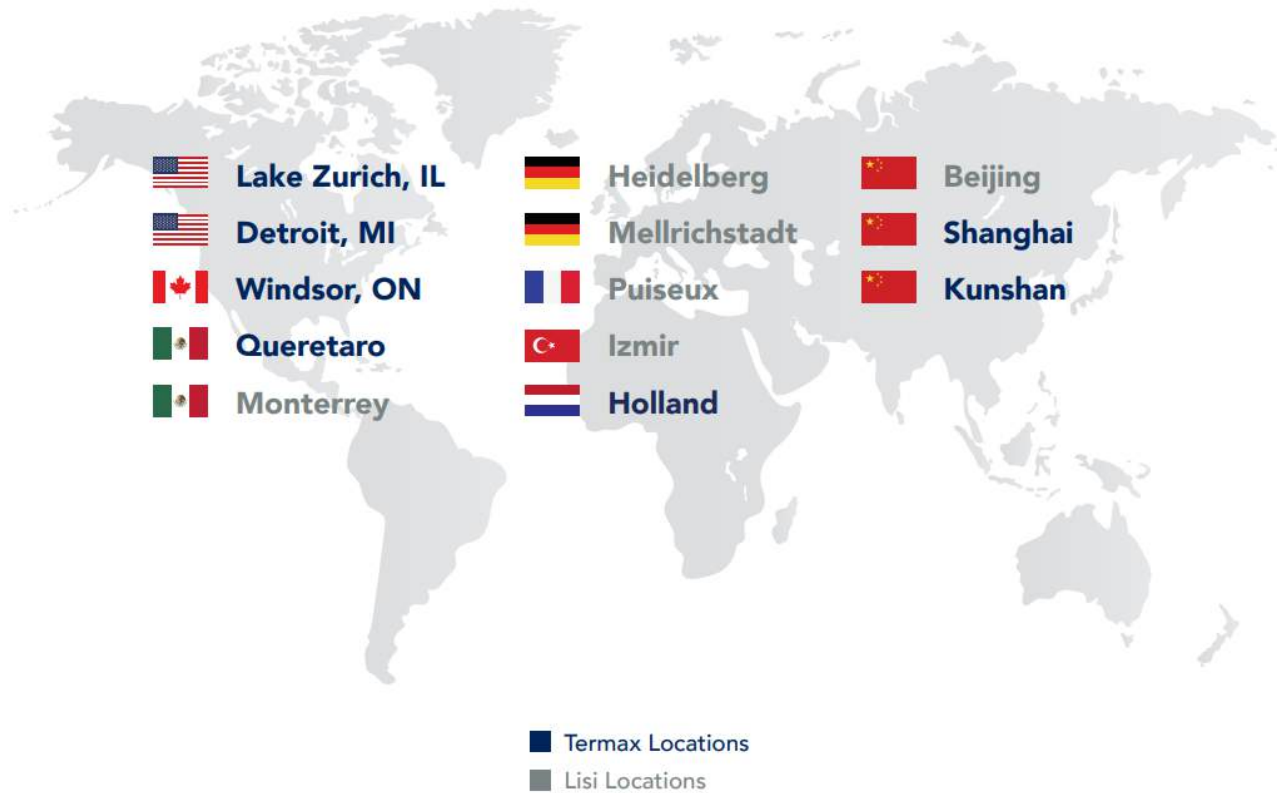 Lake Zurich, IL
Detroit, MI
Windsor, ON
Queretaro
Monterrey
Heidelberg
Mellrichstadt
Puiseux
Izmir
Holland
Beijing
Shanghai
Kunshan
Termax Locations
Lisi Locations